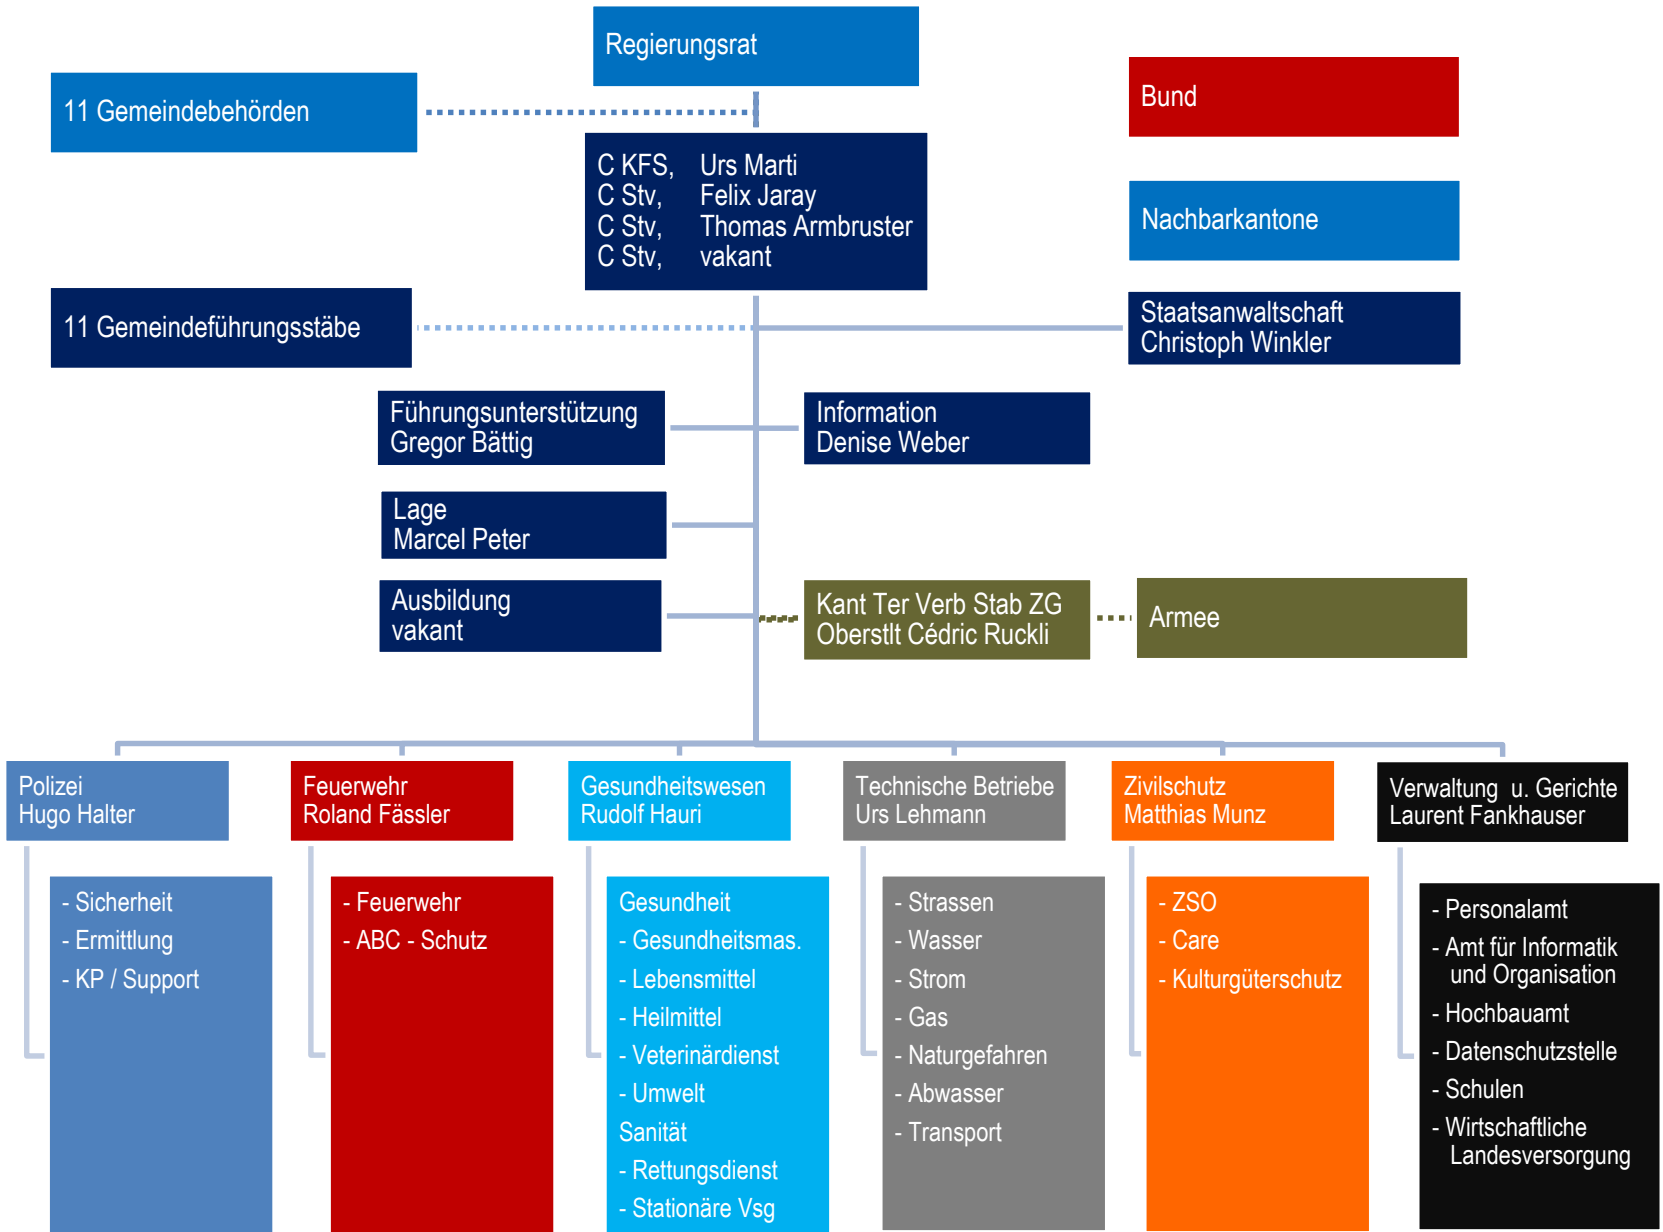 Regierungsrat
11 Gemeindebehörden
Bund
C KFS, Urs Marti
C Stv, Felix Jaray
C Stv, Thomas Armbruster
C Stv, vakant
Nachbarkantone
11 Gemeindeführungsstäbe
Staatsanwaltschaft
Christoph Winkler
Führungsunterstützung
Gregor Bättig
Information
Denise Weber
Lage
Marcel Peter
Ausbildung
vakant
Kant Ter Verb Stab ZG
Oberstlt Cédric Ruckli
Armee
Polizei
Hugo Halter
Feuerwehr
Roland Fässler
Gesundheitswesen
Rudolf Hauri
Technische Betriebe
Urs Lehmann
Zivilschutz
Matthias Munz
Verwaltung u. Gerichte
Laurent Fankhauser
- Sicherheit
- Ermittlung
- KP / Support
- Feuerwehr
- ABC - Schutz
Gesundheit
- Gesundheitsmas.
- Lebensmittel
- Heilmittel
- Veterinärdienst
- Umwelt
Sanität
- Rettungsdienst
- Stationäre Vsg
- Strassen
- Wasser
- Strom
- Gas
- Naturgefahren
- Abwasser
- Transport
- ZSO
- Care
- Kulturgüterschutz
- Personalamt
- Amt für Informatik
und Organisation
- Hochbauamt
- Datenschutzstelle
- Schulen
- Wirtschaftliche
Landesversorgung